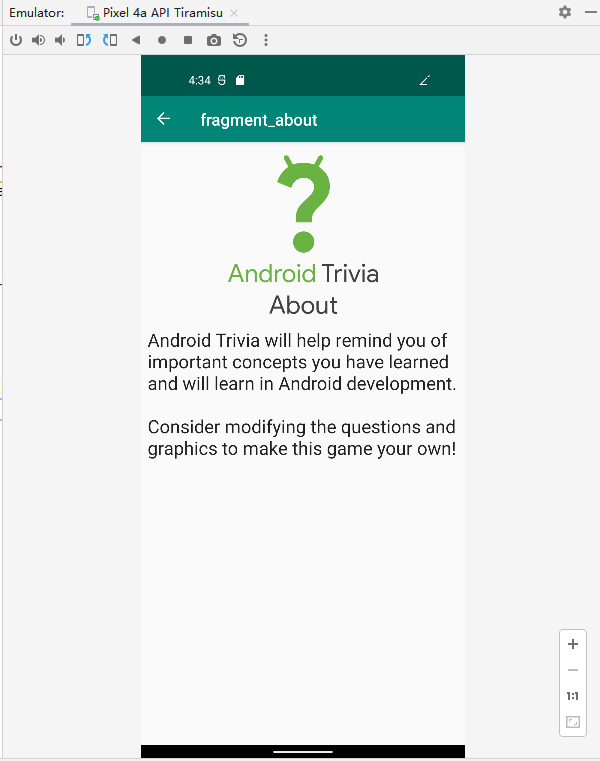 Emulator: Pixel 4a API Tiramisu
4:34
fragment_about
Android Trivia
About
Android Trivia will help remind you of
important concepts you have learned
and will learn in Android development.
Consider modifying the questions and
graphics to make this game your own!
1:1